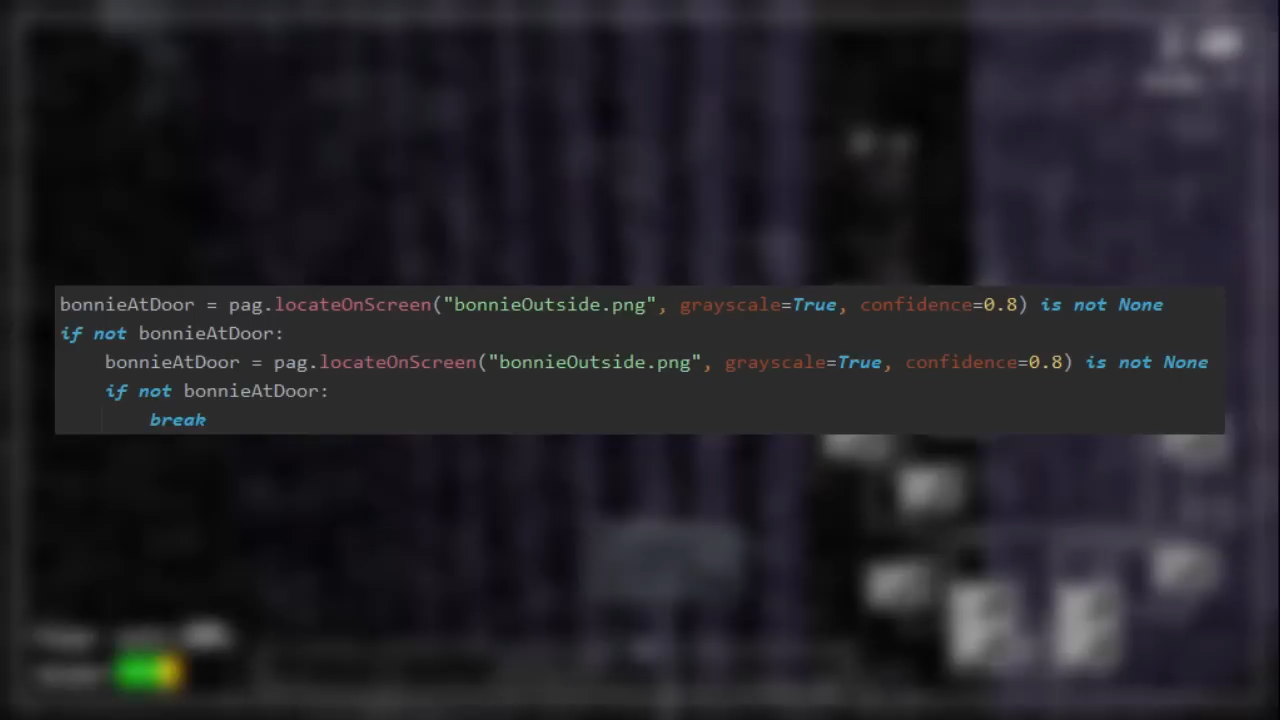 bonnieAtDoor = pag.locateOnScreen("bonnieOutside.png", grayscale=True, confidence=0.8) is not None
if not bonnieAtDoor:
    bonnieAtDoor = pag.locateOnScreen("bonnieOutside.png", grayscale=True, confidence=0.8) is not None
    if not bonnieAtDoor:
        break